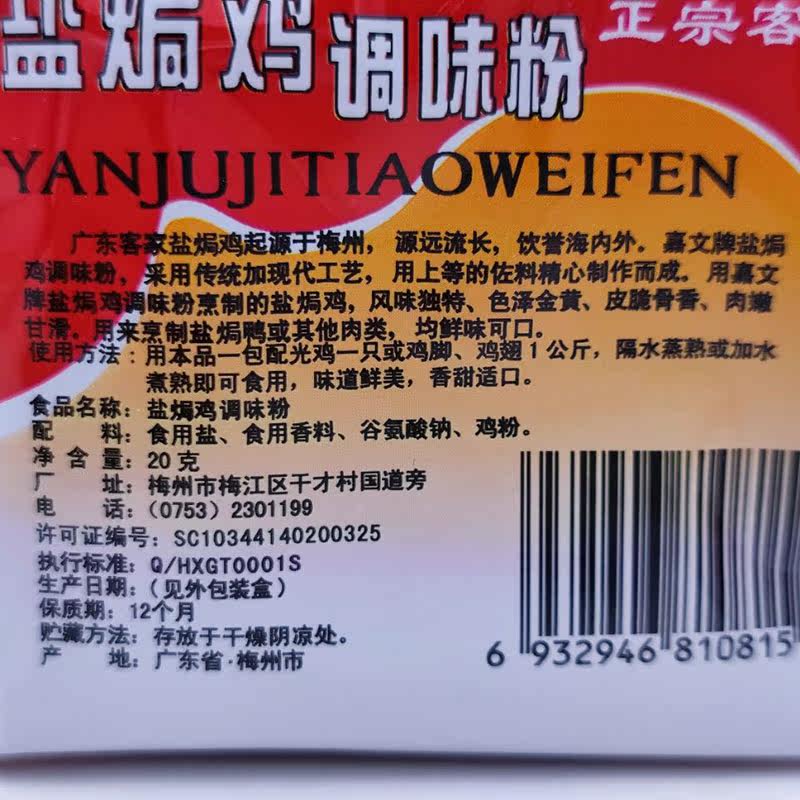 盐焗鸡调味粉
正宗客
YANJUJITIAOWEIFEN
广东客家盐焗鸡起源于梅州，源远流长，饮誉海内外。嘉文牌盐焗
鸡调味粉，采用传统加现代工艺，用上等的佐料精心制作而成。用嘉文
牌盐焗鸡调味粉烹制的盐焗鸡，风味独特、色泽金黄、皮脆骨香、肉嫩
甘滑。用来烹制盐焗鸭或其他肉类，均鲜味可口。
使用方法：用本品一包配光鸡一只或鸡脚、鸡翅1公斤，隔水蒸熟或加水
煮熟即可食用，味道鲜美，香甜适口。
食品名称：盐焗鸡调味粉
配 料：食用盐、食用香料、谷氨酸钠、鸡粉。
净含量：20克
厂 址：梅州市梅江区干才村国道旁
电 话：（0753）2301199
许可证编号：SC10344140200325
执行标准：Q/HXGT0001S
生产日期：（见外包装盒）
保质期：12个月
贮藏方法：存放于干燥阴凉处。
产 地：广东省·梅州市
6 932946 810815